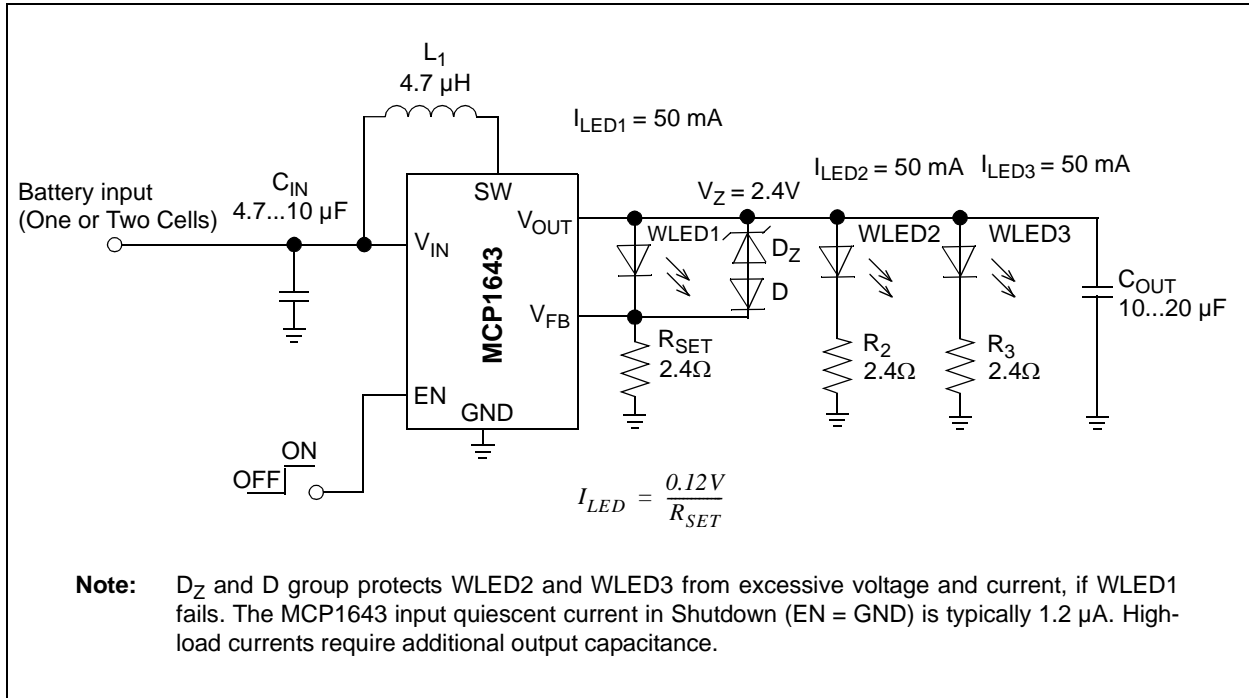 L1
4.7 µH
ILED1 = 50 mA
ILED2 = 50 mA
ILED3 = 50 mA
Battery input
(One or Two Cells)
CIN
4.7...10 µF
SW
VZ = 2.4V
VOUT
WLED1
WLED2
WLED3
VIN
DZ
D
COUT
10...20 µF
MCP1643
VFB
RSET
2.4Ω
R2
2.4Ω
R3
2.4Ω
EN
GND
ON
OFF
ILED = 0.12V
RSET
Note: DZ and D group protects WLED2 and WLED3 from excessive voltage and current, if WLED1
fails. The MCP1643 input quiescent current in Shutdown (EN = GND) is typically 1.2 µA. High-
load currents require additional output capacitance.